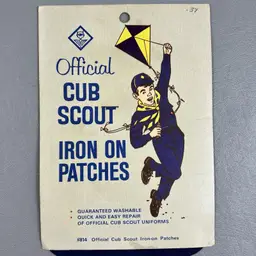 Official
CUB
SCOUT
IRON ON
PATCHES
• GUARANTEED WASHABLE
• QUICK AND EASY REPAIR
OF OFFICIAL CUB SCOUT UNIFORMS
#814 Official Cub Scout Iron-on Patches